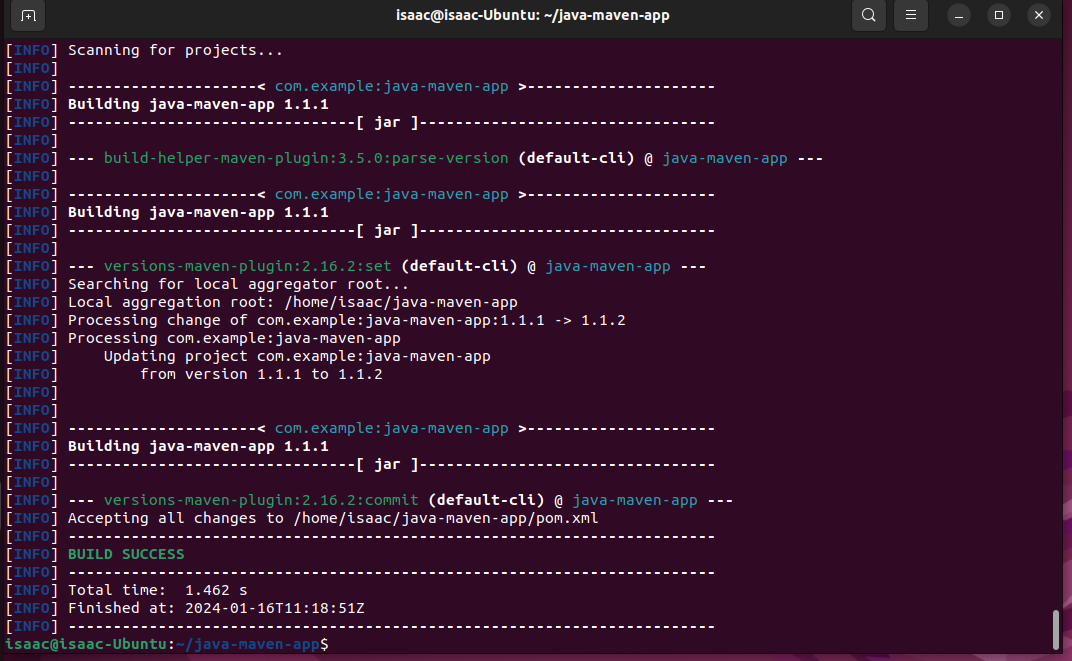 isaac@isaac-Ubuntu: ~/java-maven-app
[INFO] Scanning for projects...
[INFO]
[INFO] ---------------------< com.example:java-maven-app >---------------------
[INFO] Building java-maven-app 1.1.1
[INFO] --------------------------------[ jar ]---------------------------------
[INFO]
[INFO] --- build-helper-maven-plugin:3.5.0:parse-version (default-cli) @ java-maven-app ---
[INFO]
[INFO] ---------------------< com.example:java-maven-app >---------------------
[INFO] Building java-maven-app 1.1.1
[INFO] --------------------------------[ jar ]---------------------------------
[INFO]
[INFO] --- versions-maven-plugin:2.16.2:set (default-cli) @ java-maven-app ---
[INFO] Searching for local aggregator root...
[INFO] Local aggregation root: /home/isaac/java-maven-app
[INFO] Processing change of com.example:java-maven-app:1.1.1 -> 1.1.2
[INFO] Processing com.example:java-maven-app
[INFO]     Updating project com.example:java-maven-app
[INFO]         from version 1.1.1 to 1.1.2
[INFO]
[INFO]
[INFO] ---------------------< com.example:java-maven-app >---------------------
[INFO] Building java-maven-app 1.1.1
[INFO] --------------------------------[ jar ]---------------------------------
[INFO]
[INFO] --- versions-maven-plugin:2.16.2:commit (default-cli) @ java-maven-app ---
[INFO] Accepting all changes to /home/isaac/java-maven-app/pom.xml
[INFO] ------------------------------------------------------------------------
[INFO] BUILD SUCCESS
[INFO] ------------------------------------------------------------------------
[INFO] Total time:  1.462 s
[INFO] Finished at: 2024-01-16T11:18:51Z
[INFO] ------------------------------------------------------------------------
isaac@isaac-Ubuntu:~/java-maven-app$